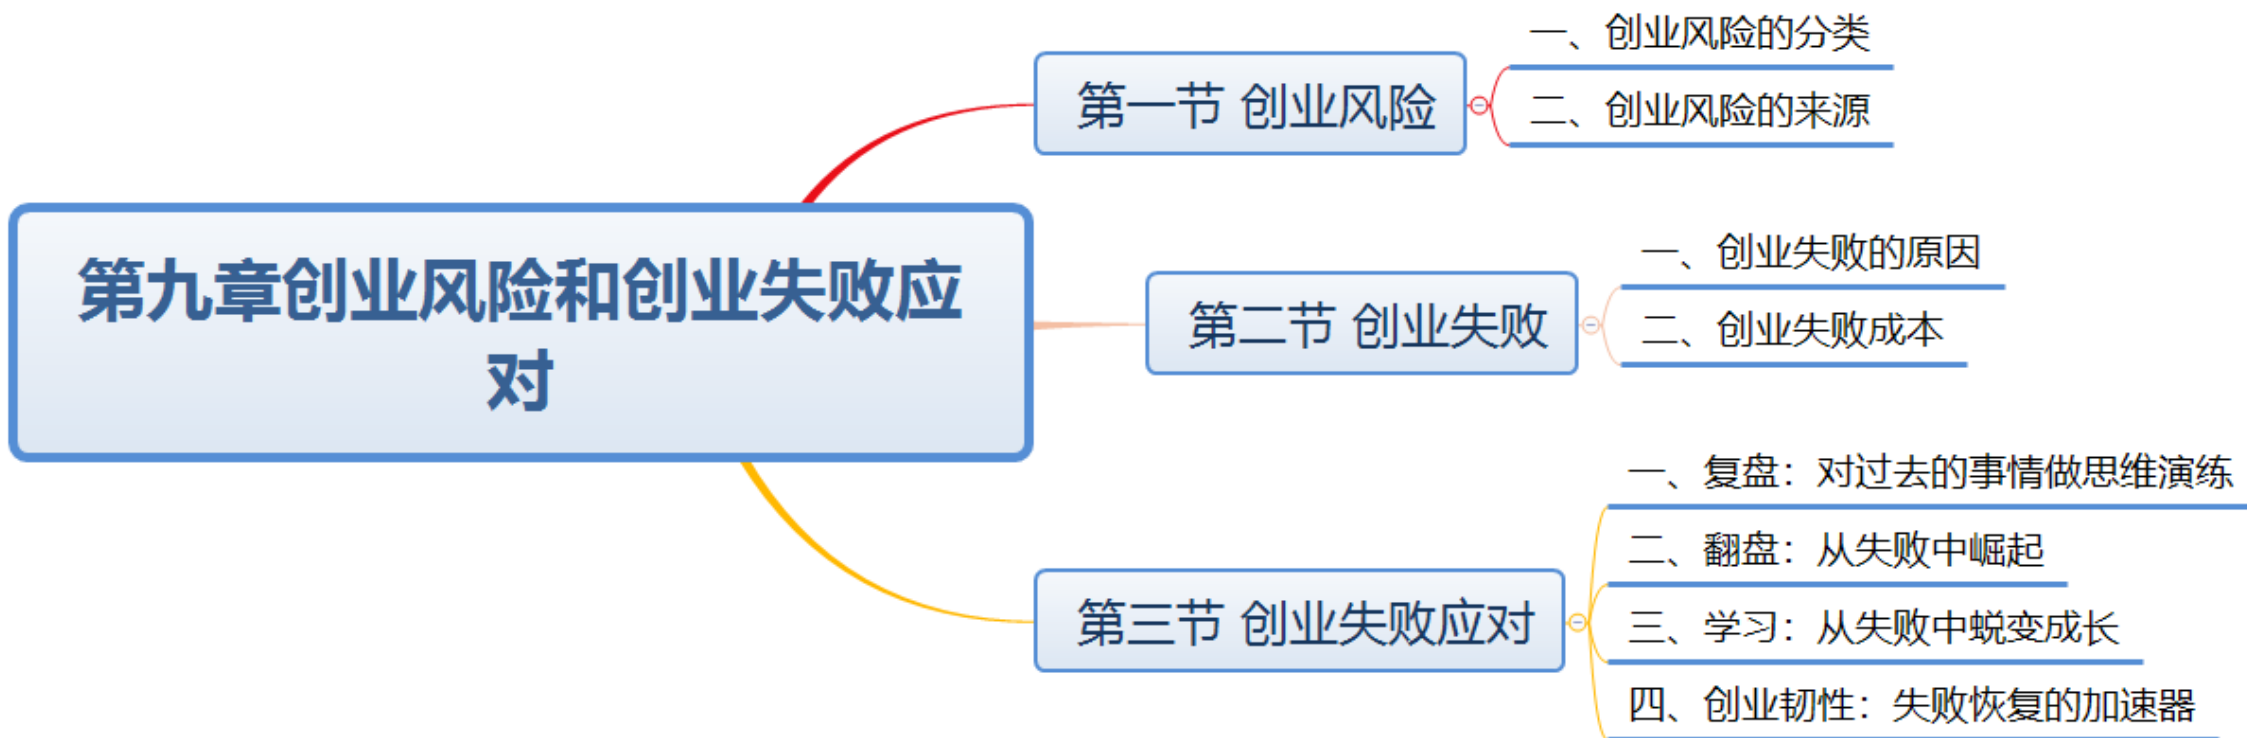 第九章创业风险和创业失败应
对
第一节 创业风险
一、创业风险的分类
二、创业风险的来源
第二节 创业失败
一、创业失败的原因
二、创业失败成本
第三节 创业失败应对
一、复盘：对过去的事情做思维演练
二、翻盘：从失败中崛起
三、学习：从失败中蜕变成长
四、创业韧性：失败恢复的加速器